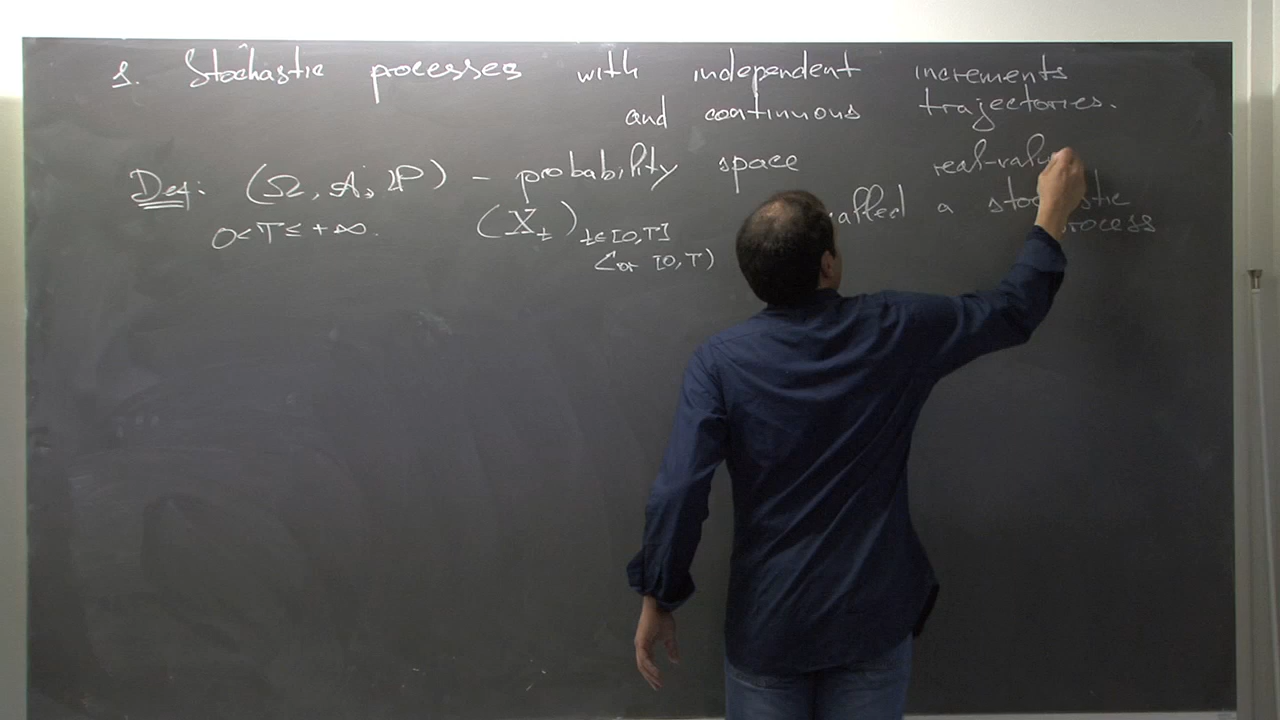 1. Stochastic pocesses with independent increments
and continuous trajectories.
Def: (Ω, A, P) - probability space
real-valu
0<T≤+∞. (X_t)_{t∈[0,T]} called a stochastic
process
or [0,T)